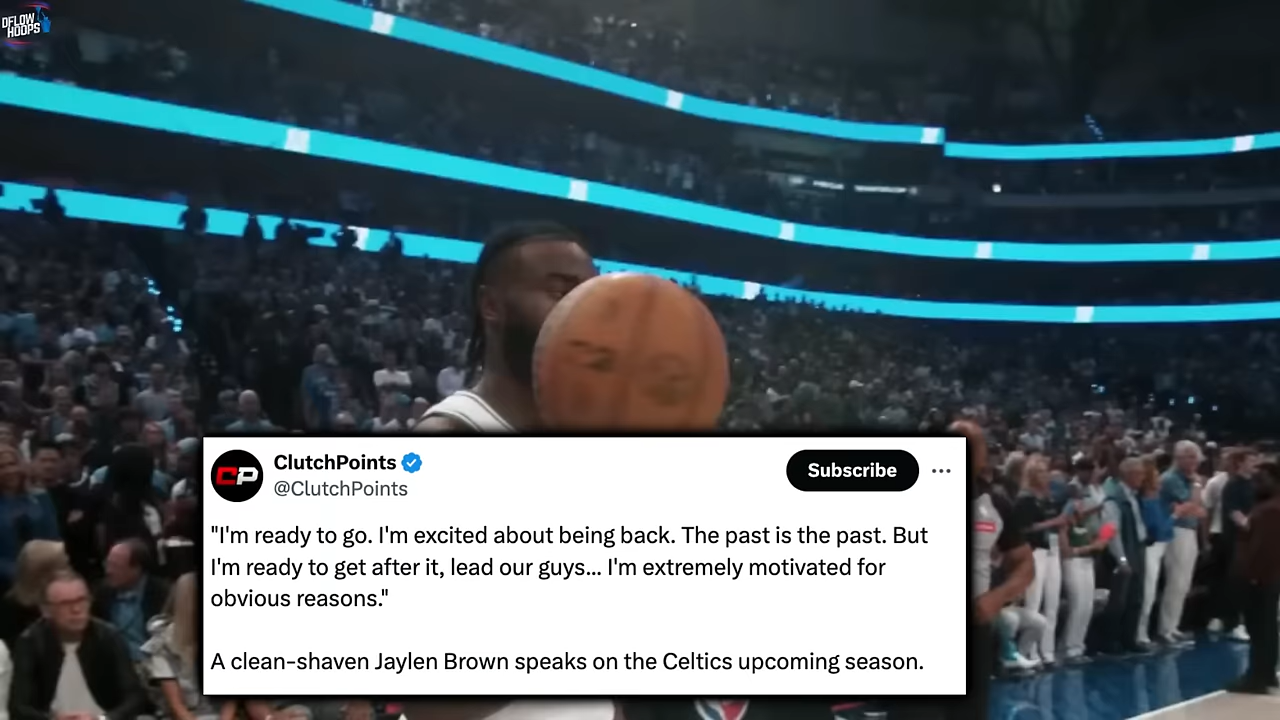 DFLOW
HOOPS
CP
ClutchPoints
@ClutchPoints
Subscribe
"I'm ready to go. I'm excited about being back. The past is the past. But
I'm ready to get after it, lead our guys... I'm extremely motivated for
obvious reasons."
A clean-shaven Jaylen Brown speaks on the Celtics upcoming season.